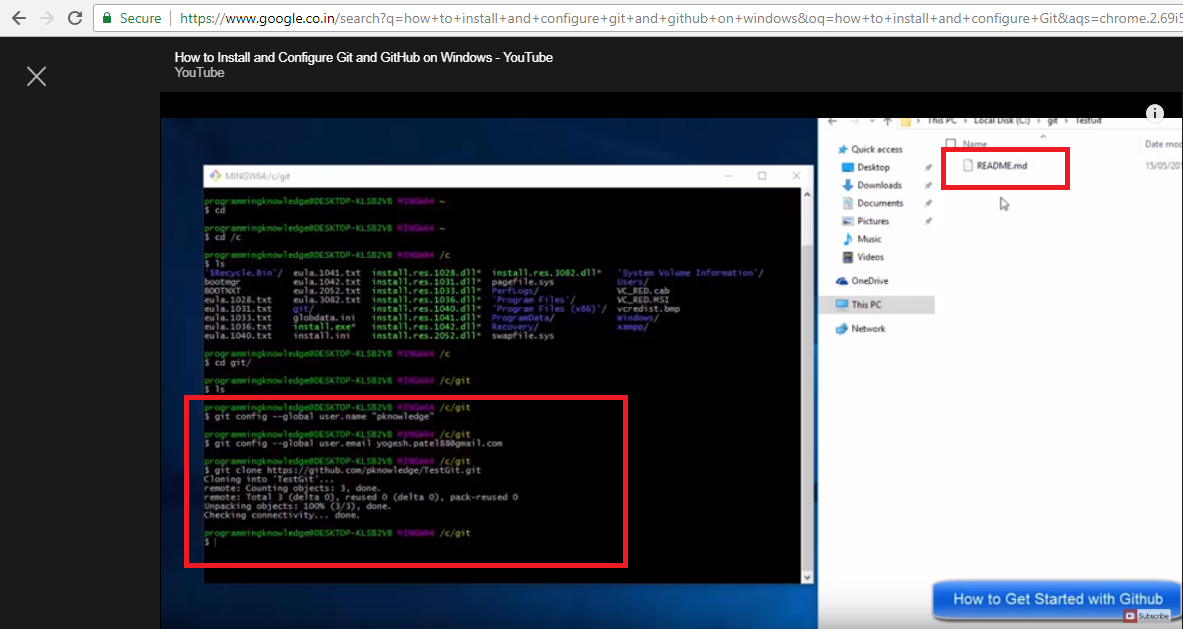 Secure | https://www.google.co.in/search?q=how+to+install+and+configure+git+and+github+on+windows&oq=how+to+install+and+configure+Git&aqs=chrome.2.69i5
How to Install and Configure Git and GitHub on Windows - YouTube
YouTube
This PC > Local Disk (C:) > git > TestGit
Name Date mod
README.md 15/05/201
Quick access
Desktop
Downloads
Documents
Pictures
Music
Videos
OneDrive
This PC
Network
MINGW64:/c/git
programmingknowledge@DESKTOP-KLSB2VB MINGW64 ~
$ cd
programmingknowledge@DESKTOP-KLSB2VB MINGW64 ~
$ cd /c
programmingknowledge@DESKTOP-KLSB2VB MINGW64 /c
$ ls
'$Recycle.Bin'/ eula.1041.txt install.res.1028.dll* install.res.3082.dll* 'System Volume Information'/
bootmgr eula.1042.txt install.res.1031.dll* pagefile.sys Users/
BOOTNXT eula.2052.txt install.res.1033.dll* PerfLogs/ VC_RED.cab
eula.1028.txt eula.3082.txt install.res.1036.dll* 'Program Files'/ VC_RED.MSI
eula.1031.txt git/ install.res.1040.dll* 'Program Files (x86)'/ vcredist.bmp
eula.1033.txt globdata.ini install.res.1041.dll* ProgramData/ Windows/
eula.1036.txt install.exe* install.res.1042.dll* Recovery/ xampp/
eula.1040.txt install.ini install.res.2052.dll* swapfile.sys
programmingknowledge@DESKTOP-KLSB2VB MINGW64 /c
$ cd git/
programmingknowledge@DESKTOP-KLSB2VB MINGW64 /c/git
$ ls
programmingknowledge@DESKTOP-KLSB2VB MINGW64 /c/git
$ git config --global user.name "pknowledge"
programmingknowledge@DESKTOP-KLSB2VB MINGW64 /c/git
$ git config --global user.email yogesh.patel88@gmail.com
programmingknowledge@DESKTOP-KLSB2VB MINGW64 /c/git
$ git clone https://github.com/pknowledge/TestGit.git
Cloning into 'TestGit'...
remote: Counting objects: 3, done.
remote: Total 3 (delta 0), reused 0 (delta 0), pack-reused 0
Unpacking objects: 100% (3/3), done.
Checking connectivity... done.
programmingknowledge@DESKTOP-KLSB2VB MINGW64 /c/git
$
How to Get Started with Github
Subscribe